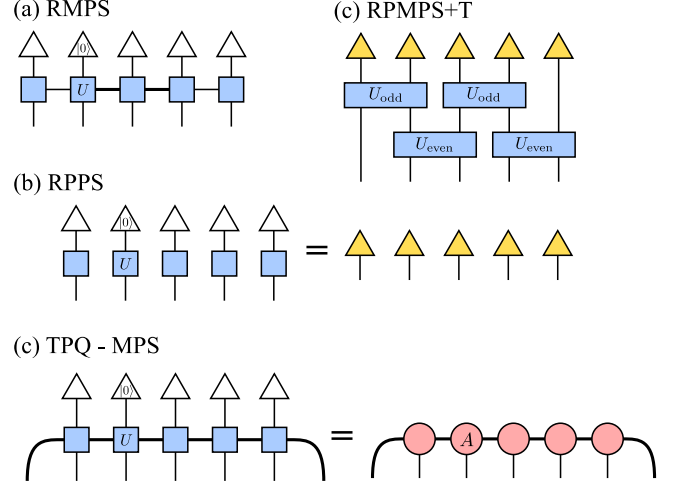 (a) RMPS
|0⟩
U
(c) RPMPS+T
U_odd
U_odd
U_even
U_even
(b) RPPS
|0⟩
U
=
(c) TPQ - MPS
|0⟩
U
=
A